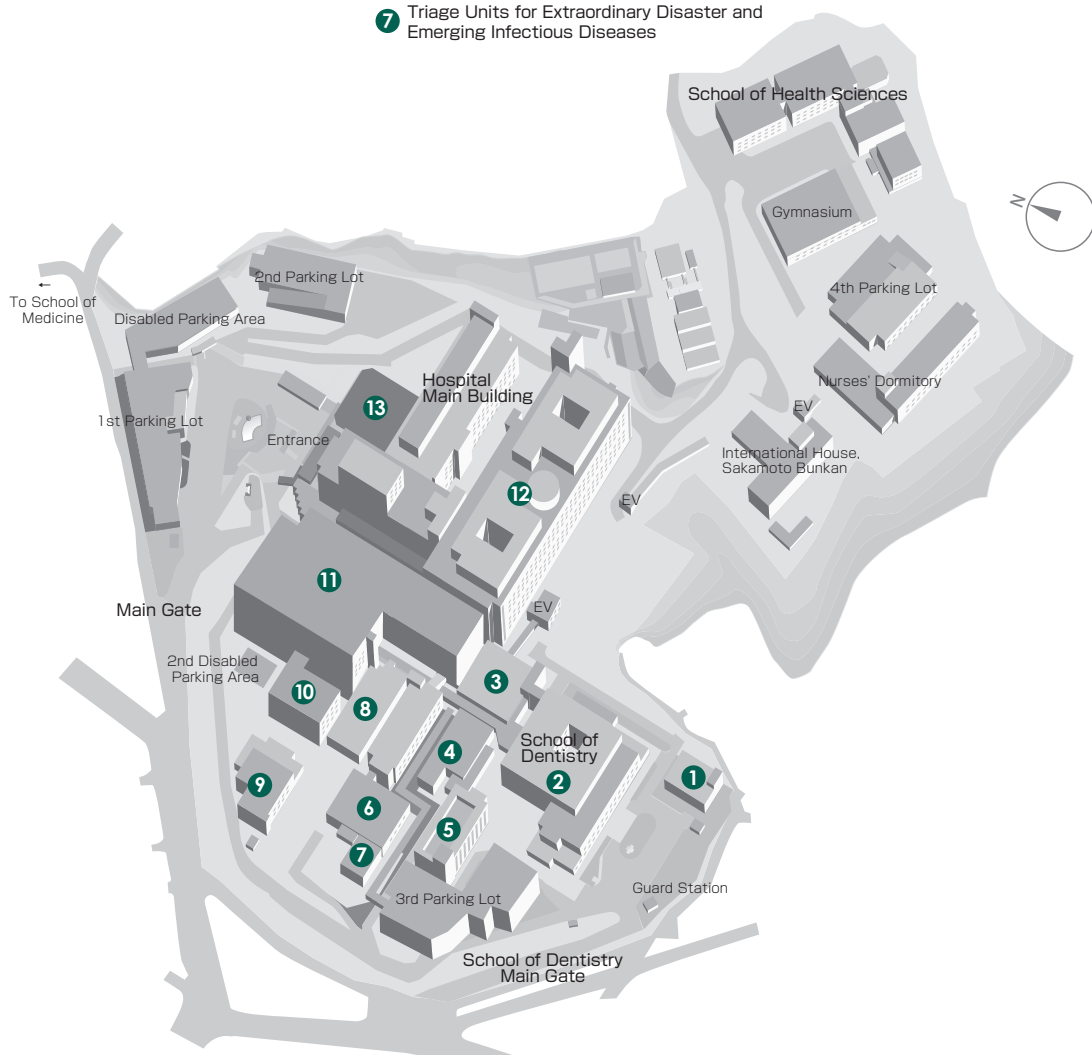 7 Triage Units for Extraordinary Disaster and
Emerging Infectious Diseases
School of Health Sciences
N
Gymnasium
2nd Parking Lot
4th Parking Lot
←
To School of
Medicine
Disabled Parking Area
Hospital
Main Building
Nurses' Dormitory
13
EV
1st Parking Lot
Entrance
International House,
Sakamoto Bunkan
12
EV
11
Main Gate
EV
2nd Disabled
Parking Area
3
10
8
School of
Dentistry
4
1
2
9
6
5
7
Guard Station
3rd Parking Lot
School of Dentistry
Main Gate